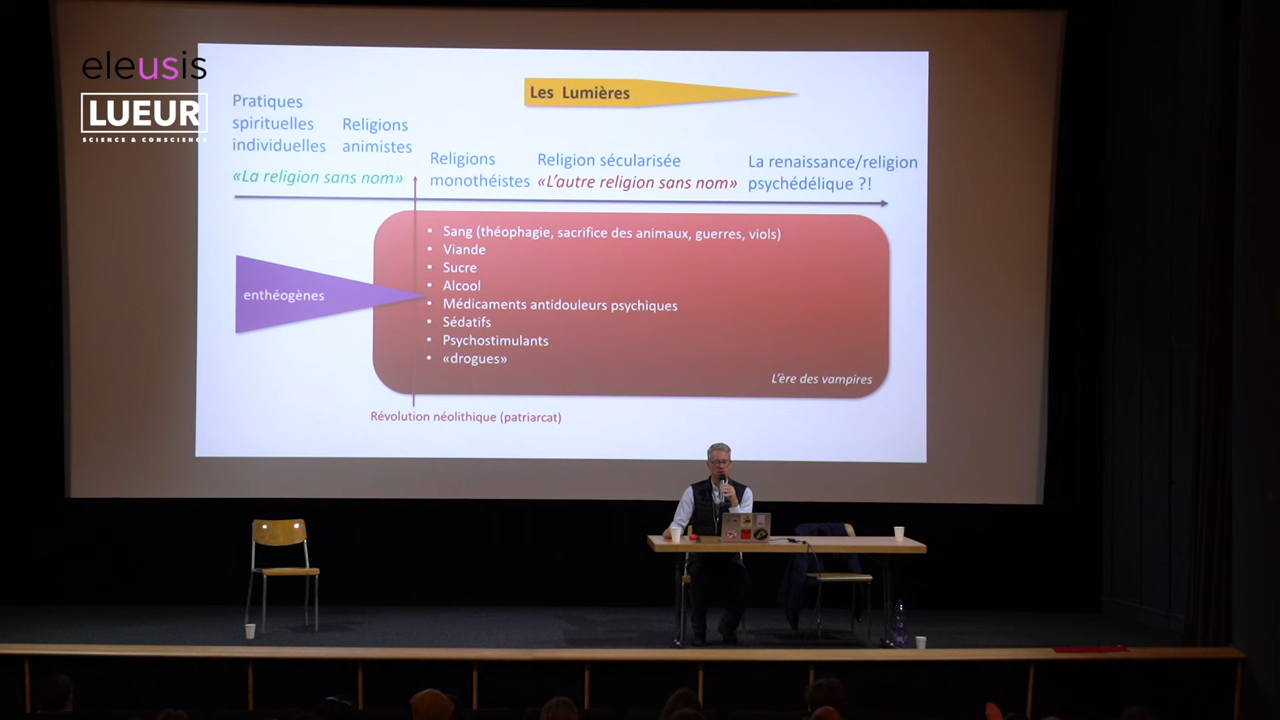 eleusis
LUEUR
SCIENCE & CONSCIENCE
Les Lumières
Pratiques
spirituelles
individuelles
«La religion sans nom»
Religions
animistes
Religions
monothéistes
Religion sécularisée
«L'autre religion sans nom»
La renaissance/religion
psychédélique ?!
enthéogènes
• Sang (théophagie, sacrifice des animaux, guerres, viols)
• Viande
• Sucre
• Alcool
• Médicaments antidouleurs psychiques
• Sédatifs
• Psychostimulants
• «drogues»
L'ère des vampires
Révolution néolithique (patriarcat)